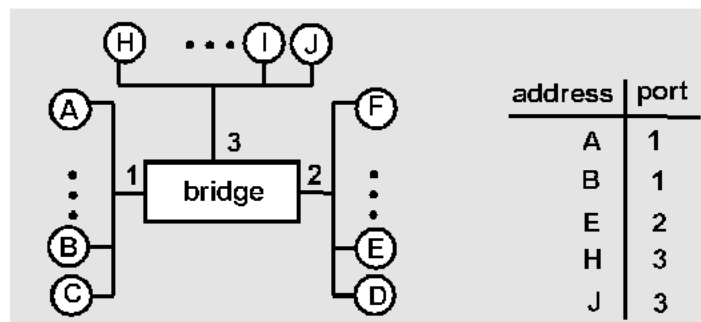 H ... I J
A
F
address port
3
A 1
1
bridge
2
B 1
E 2
B
E
H 3
C
D
J 3